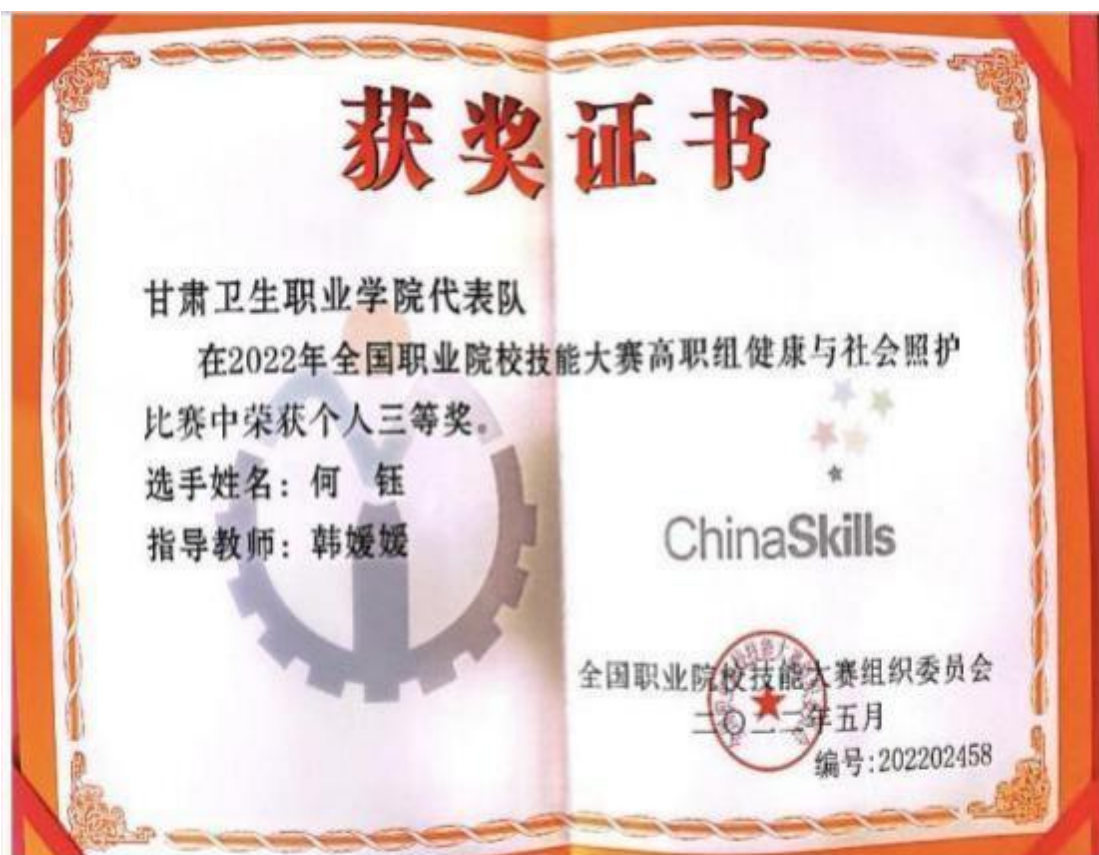 获奖证书
甘肃卫生职业学院代表队
在2022年全国职业院校技能大赛高职组健康与社会照护
比赛中荣获个人三等奖。
选手姓名：何 钰
指导教师：韩媛媛
ChinaSkills
全国职业院校技能大赛组织委员会
二〇二二年五月
编号:202202458